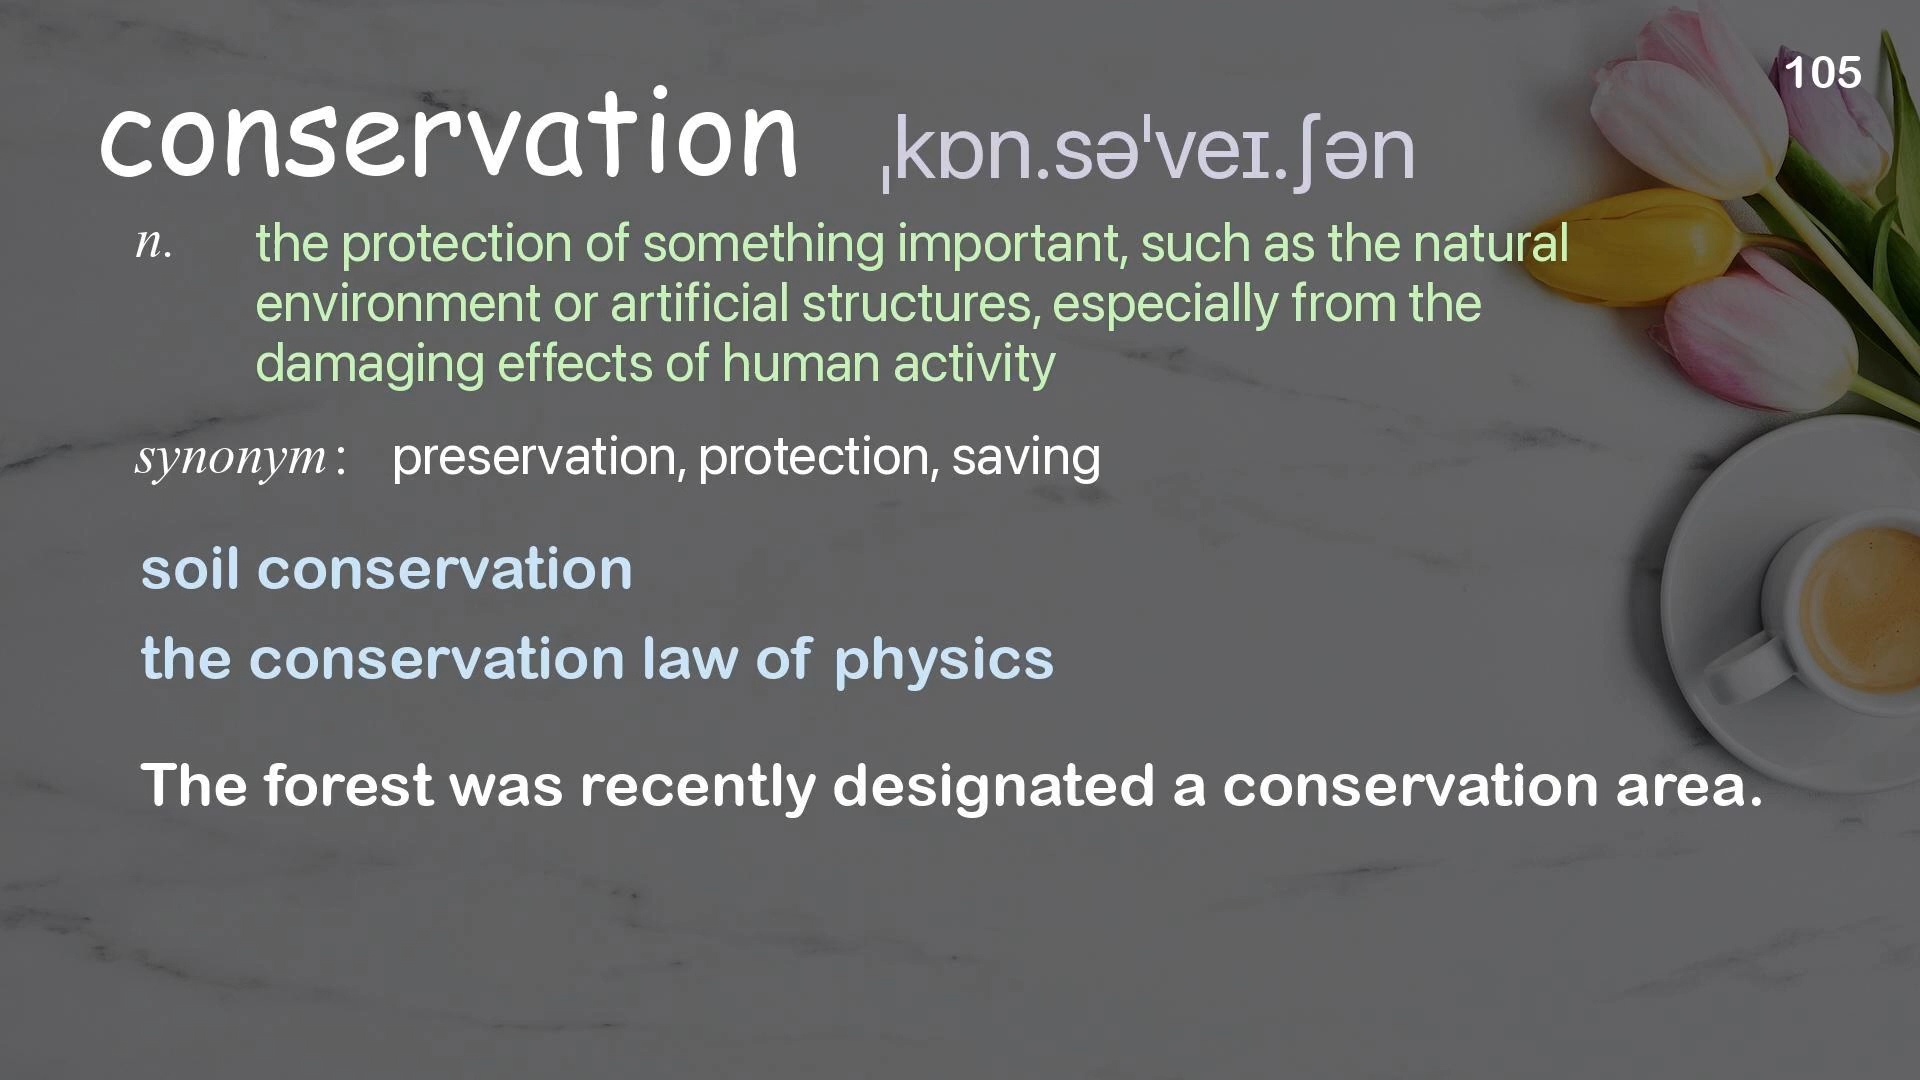 105
conservation ˌkɒn.səˈveɪ.ʃən
n. the protection of something important, such as the natural
environment or artificial structures, especially from the
damaging effects of human activity
synonym: preservation, protection, saving
soil conservation
the conservation law of physics
The forest was recently designated a conservation area.